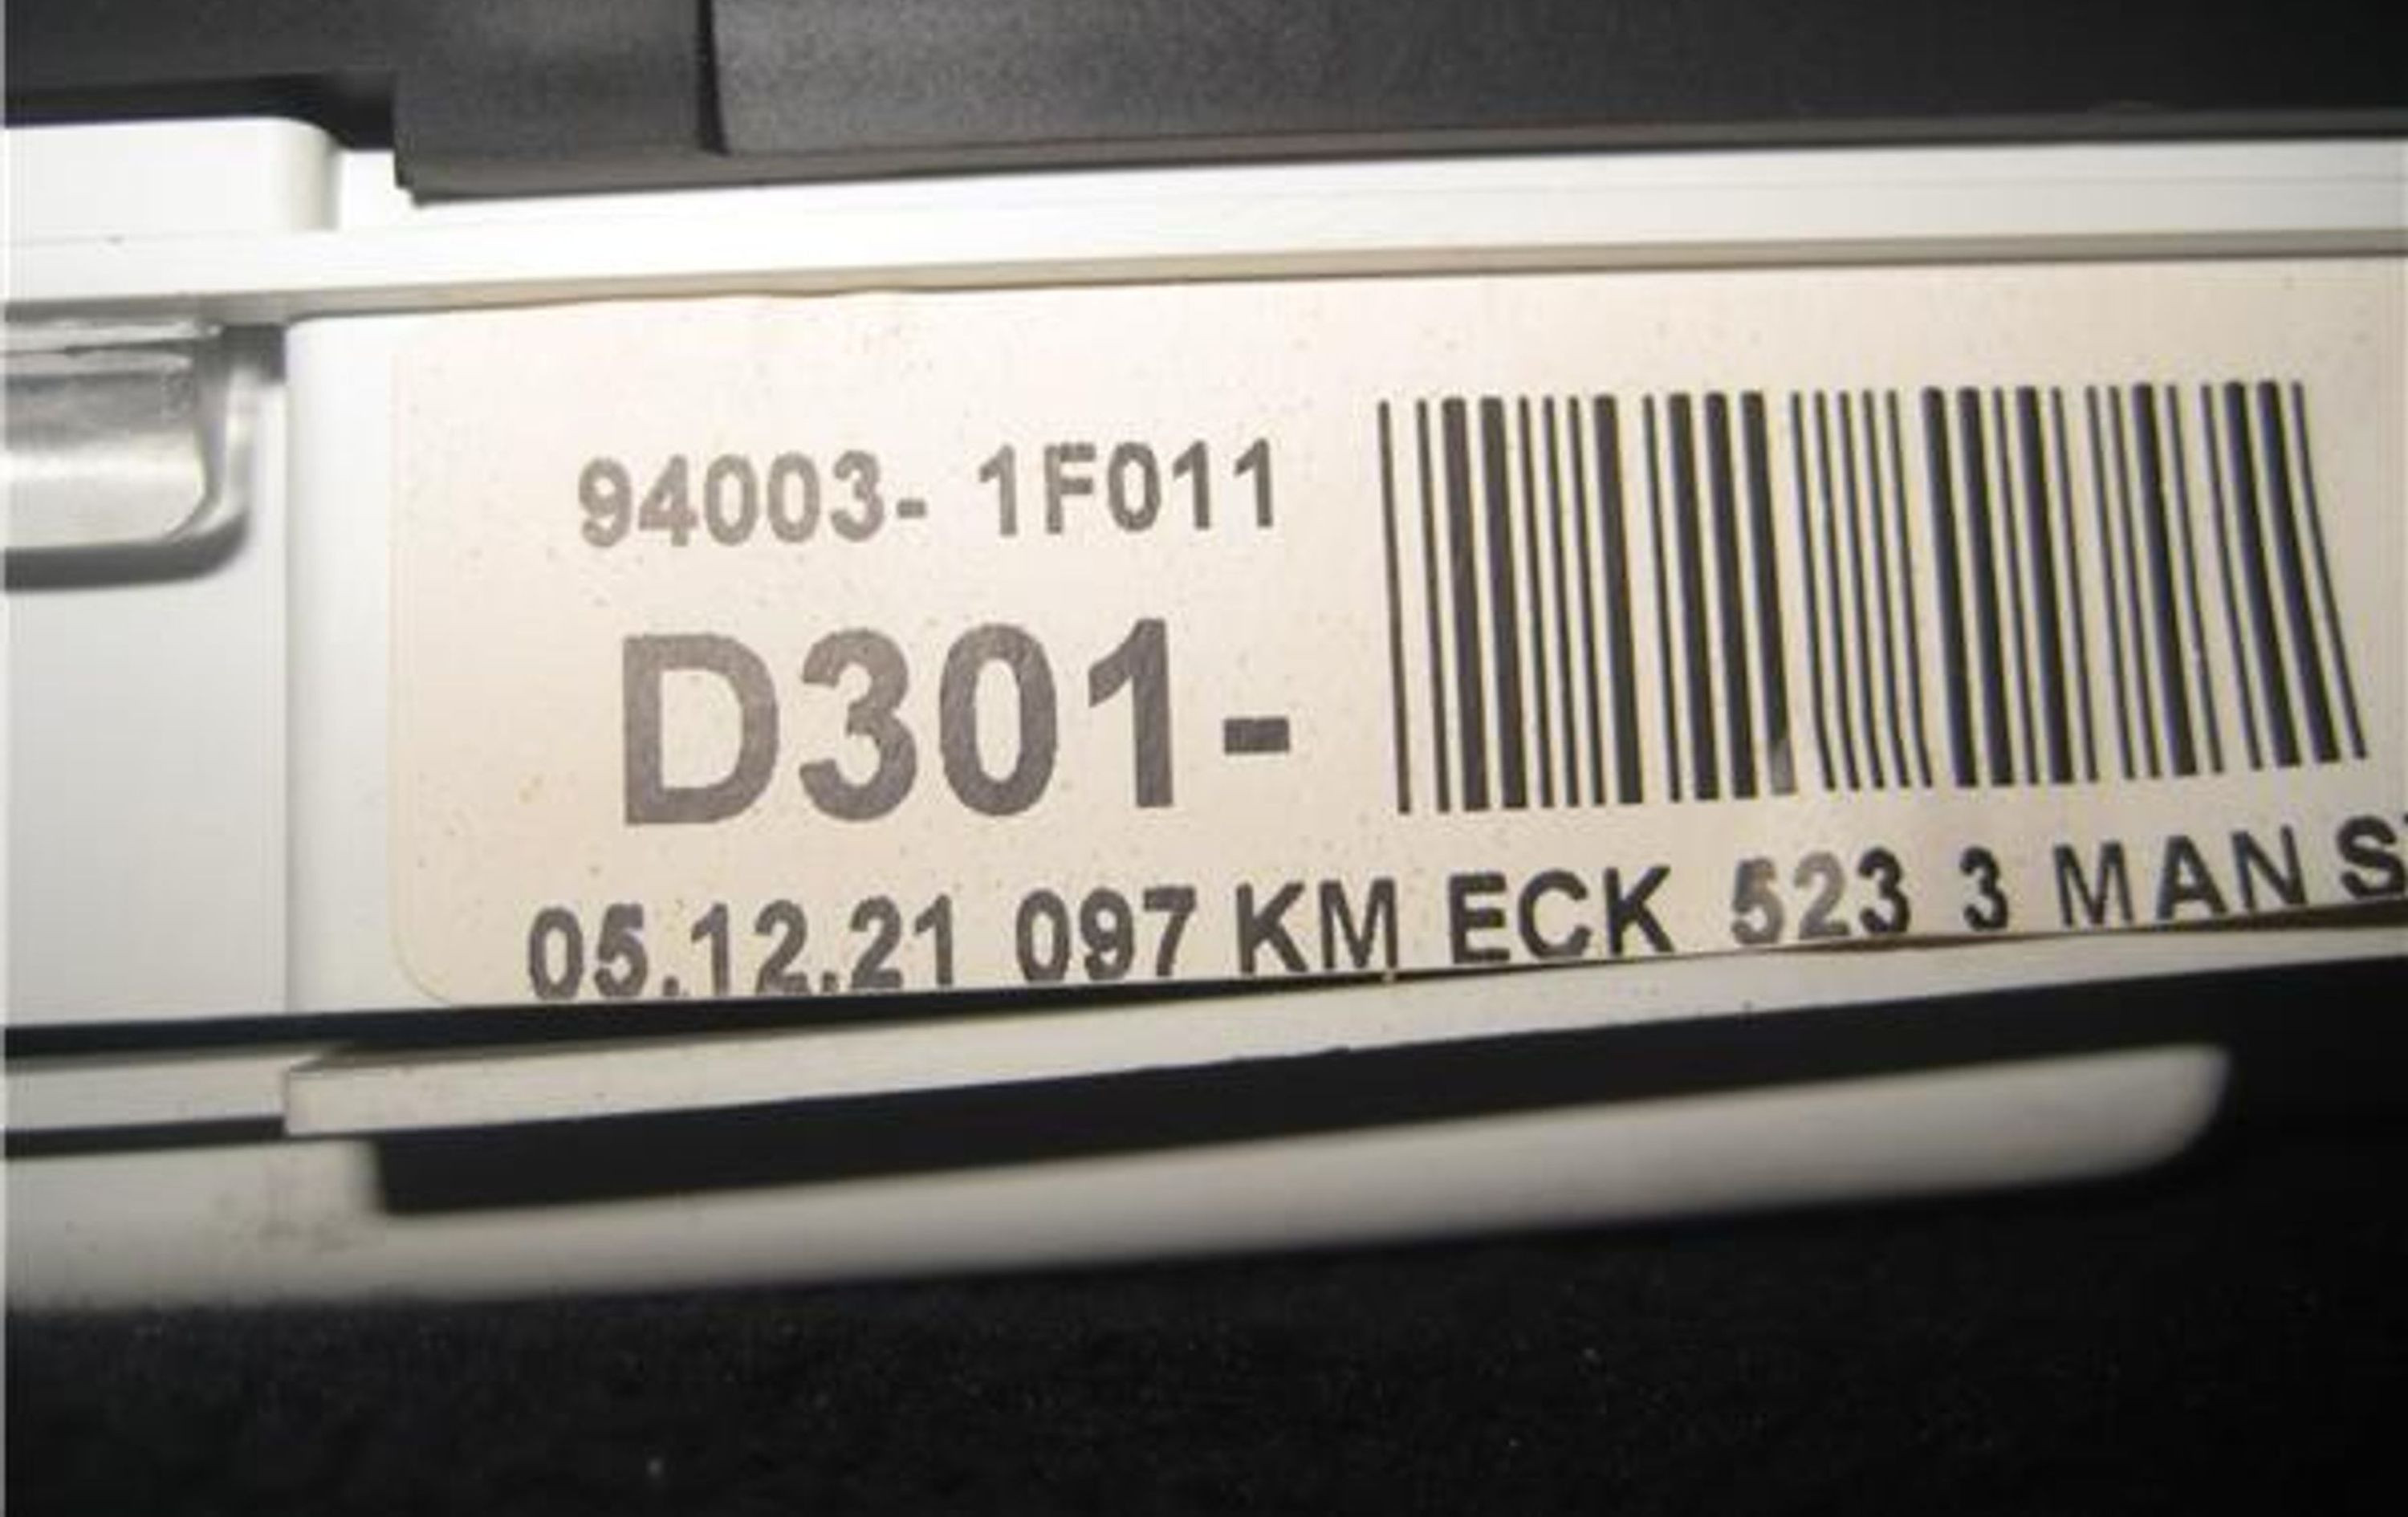 94003- 1F011
D301-
05.12.21 097 KM ECK 523 3 MAN